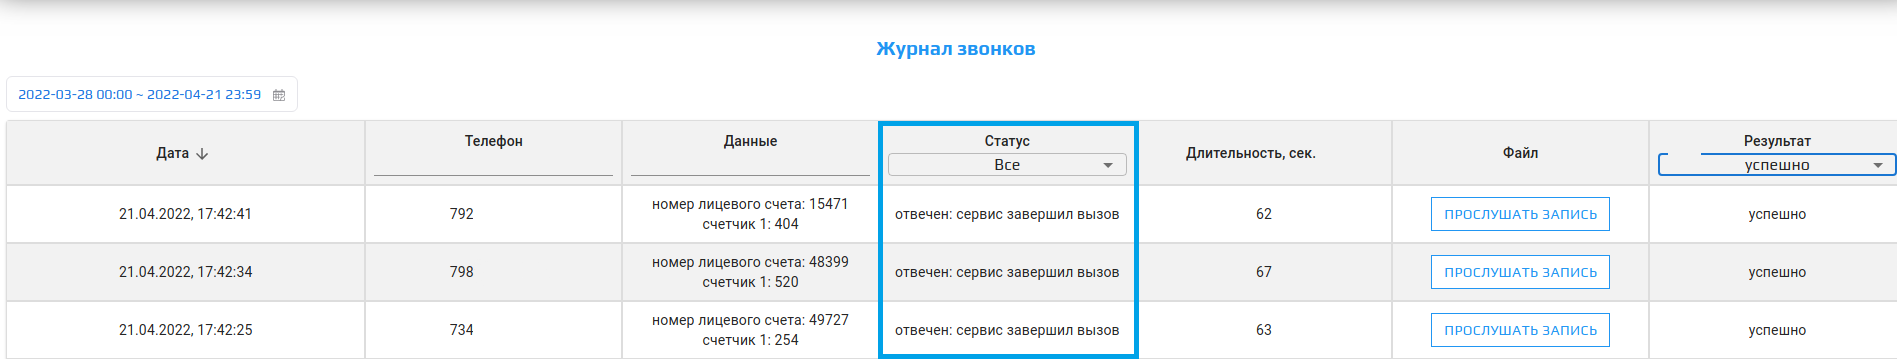 Журнал звонков
2022-03-28 00:00 ~ 2022-04-21 23:59
Дата Телефон Данные Статус Длительность, сек. Файл Результат
Все успешно
21.04.2022, 17:42:41 792 номер лицевого счета: 15471 отвечен: сервис завершил вызов 62 ПРОСЛУШАТЬ ЗАПИСЬ успешно
счетчик 1: 404
21.04.2022, 17:42:34 798 номер лицевого счета: 48399 отвечен: сервис завершил вызов 67 ПРОСЛУШАТЬ ЗАПИСЬ успешно
счетчик 1: 520
21.04.2022, 17:42:25 734 номер лицевого счета: 49727 отвечен: сервис завершил вызов 63 ПРОСЛУШАТЬ ЗАПИСЬ успешно
счетчик 1: 254